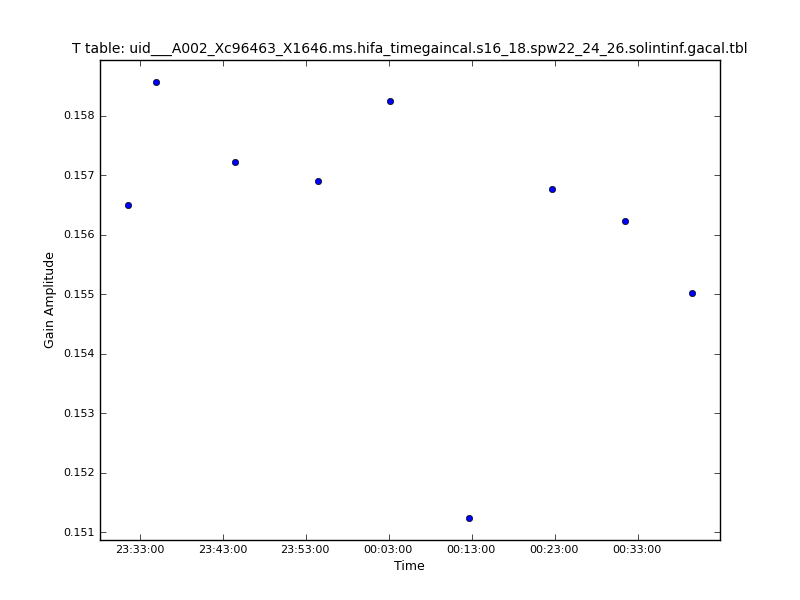 T table: uid___A002_Xc96463_X1646.ms.hifa_timegaincal.s16_18.spw22_24_26.solintinf.gacal.tbl
0.158
0.157
0.156
0.155
0.154
0.153
0.152
0.151
Gain Amplitude
23:33:00 23:43:00 23:53:00 00:03:00 00:13:00 00:23:00 00:33:00
Time